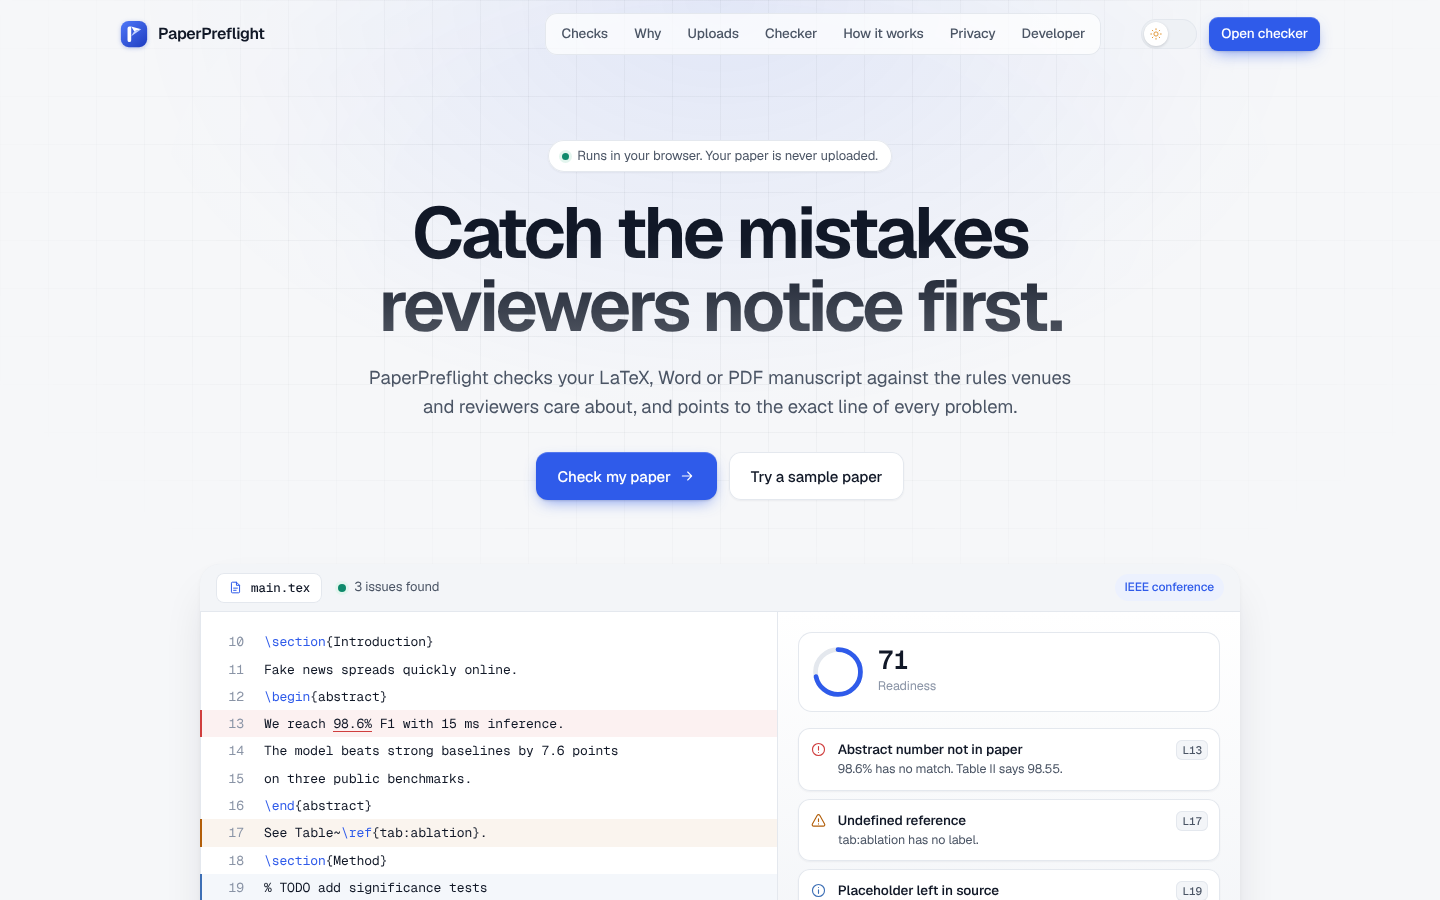 PaperPreflight
Checks Why Uploads Checker How it works Privacy Developer
Open checker
Runs in your browser. Your paper is never uploaded.
Catch the mistakes
reviewers notice first.
PaperPreflight checks your LaTeX, Word or PDF manuscript against the rules venues
and reviewers care about, and points to the exact line of every problem.
Check my paper →
Try a sample paper
main.tex
3 issues found
IEEE conference
10 \section{Introduction}
11 Fake news spreads quickly online.
12 \begin{abstract}
13 We reach 98.6% F1 with 15 ms inference.
14 The model beats strong baselines by 7.6 points
15 on three public benchmarks.
16 \end{abstract}
17 See Table~\ref{tab:ablation}.
18 \section{Method}
19 % TODO add significance tests
71
Readiness
Abstract number not in paper L13
98.6% has no match. Table II says 98.55.
Undefined reference L17
tab:ablation has no label.
Placeholder left in source L19